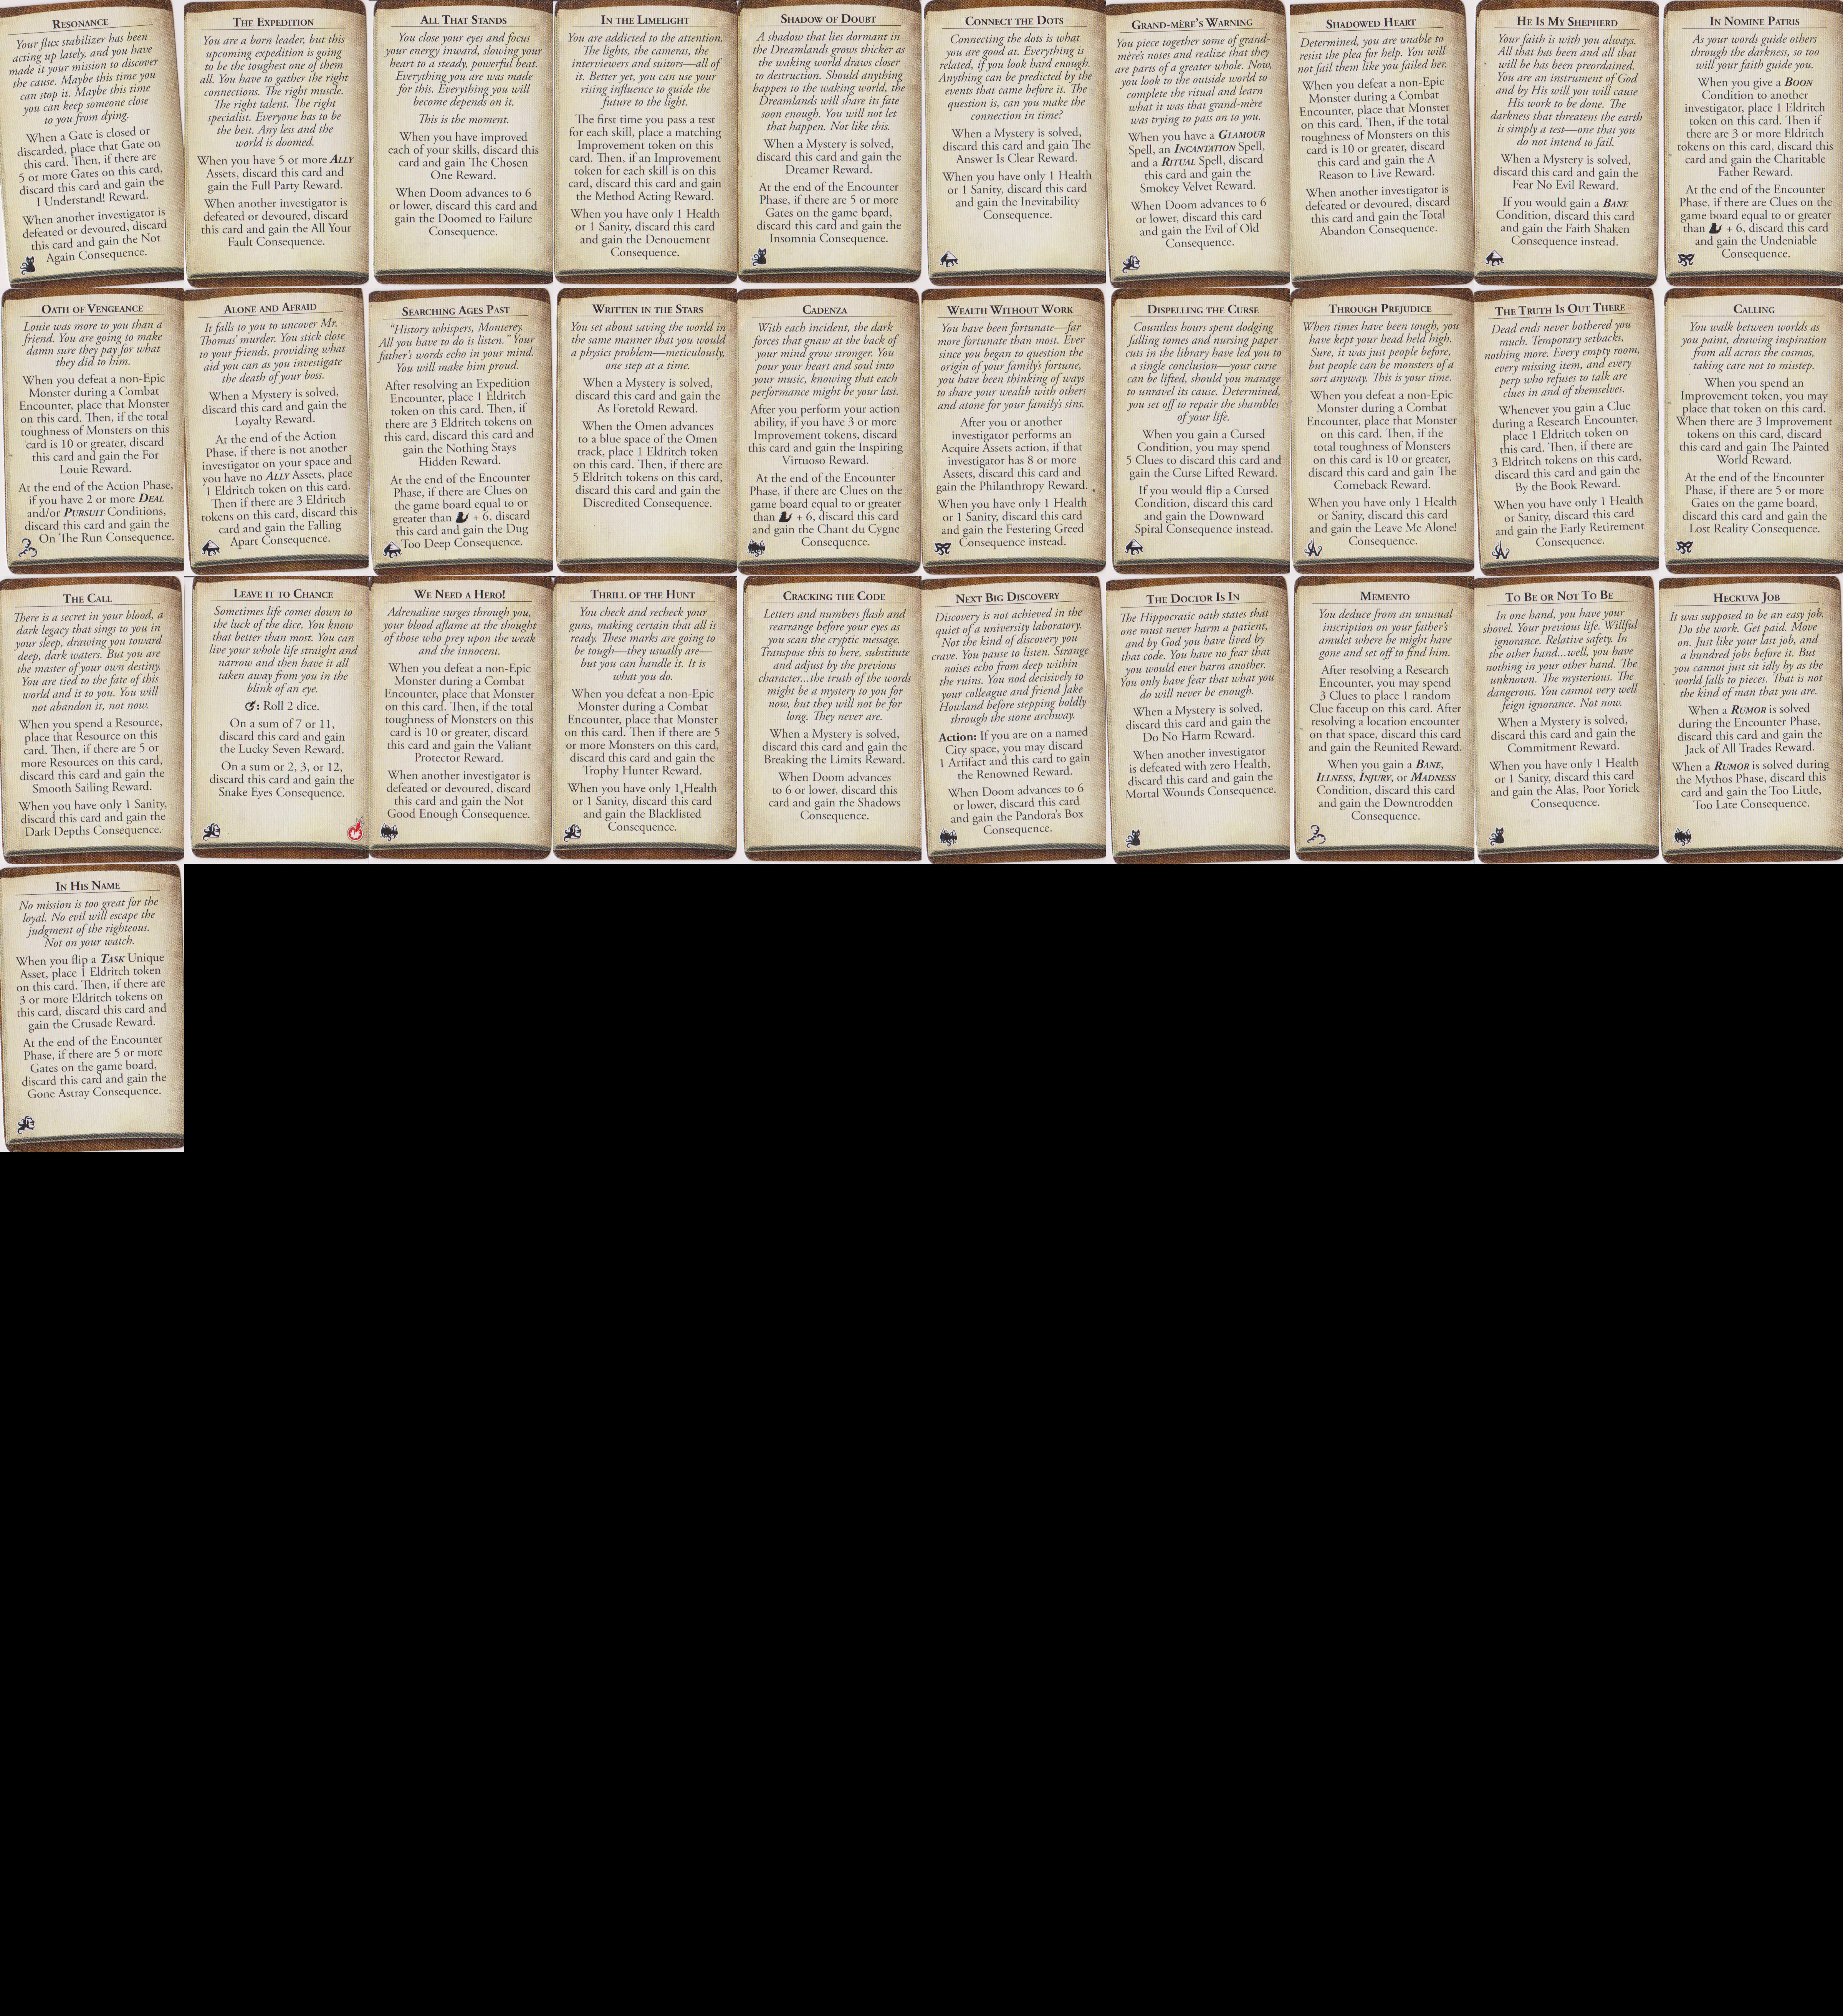 RESONANCE
Your flux stabilizer has been
acting up lately, and you have
made it your mission to discover
the cause. Maybe this time you
can stop it. Maybe this time
you can keep someone close
to you from dying.
When a Gate is closed or
discarded, place that Gate on
this card. Then, if there are
5 or more Gates on this card,
discard this card and gain the
I Understand! Reward.
When another investigator is
defeated or devoured, discard
this card and gain the Not
Again Consequence.
THE EXPEDITION
You are a born leader, but this
upcoming expedition is going
to be the toughest one of them
all. You have to gather the right
connections. The right muscle.
The right talent. The right
specialist. Everyone has to be
the best. Any less and the
world is doomed.
When you have 5 or more ALLY
Assets, discard this card and
gain the Full Party Reward.
When another investigator is
defeated or devoured, discard
this card and gain the All Your
Fault Consequence.
ALL THAT STANDS
You close your eyes and focus
your energy inward, slowing your
heart to a steady, powerful beat.
Everything you are was made
for this. Everything you will
become depends on it.
This is the moment.
When you have improved
each of your skills, discard this
card and gain The Chosen
One Reward.
When Doom advances to 6
or lower, discard this card and
gain the Doomed to Failure
Consequence.
IN THE LIMELIGHT
You are addicted to the attention.
The lights, the cameras, the
interviewers and suitors—all of
it. Better yet, you can use your
rising influence to guide the
future to the light.
The first time you pass a test
for each skill, place a matching
Improvement token on this
card. Then, if an Improvement
token for each skill is on this
card, discard this card and gain
the Method Acting Reward.
When you have only 1 Health
or 1 Sanity, discard this card
and gain the Denouement
Consequence.
SHADOW OF DOUBT
A shadow that lies dormant in
the Dreamlands grows thicker as
the waking world draws closer
to destruction. Should anything
happen to the waking world, the
Dreamlands will share its fate
soon enough. You will not let
that happen. Not like this.
When a Mystery is solved,
discard this card and gain the
Dreamer Reward.
At the end of the Encounter
Phase, if there are 5 or more
Gates on the game board,
discard this card and gain the
Insomnia Consequence.
CONNECT THE DOTS
Connecting the dots is what
you are good at. Everything is
related, if you look hard enough.
Anything can be predicted by the
events that came before it. The
question is, can you make the
connection in time?
When a Mystery is solved,
discard this card and gain The
Answer Is Clear Reward.
When you have only 1 Health
or 1 Sanity, discard this card
and gain the Inevitability
Consequence.
GRAND-MÈRE'S WARNING
You piece together some of grand-
mère's notes and realize that they
are parts of a greater whole. Now,
you look to the outside world to
complete the ritual and learn
what it was that grand-mère
was trying to pass on to you.
When you have a GLAMOUR
Spell, an INCANTATION Spell,
and a RITUAL Spell, discard
this card and gain the
Smokey Velvet Reward.
When Doom advances to 6
or lower, discard this card
and gain the Evil of Old
Consequence.
SHADOWED HEART
Determined, you are unable to
resist the plea for help. You will
not fail them like you failed her.
When you defeat a non-Epic
Monster during a Combat
Encounter, place that Monster
on this card. Then, if the total
toughness of Monsters on this
card is 10 or greater, discard
this card and gain the A
Reason to Live Reward.
When another investigator is
defeated or devoured, discard
this card and gain the Total
Abandon Consequence.
HE IS MY SHEPHERD
Your faith is with you always.
All that has been and all that
will be has been preordained.
You are an instrument of God
and by His will you will cause
His work to be done. The
darkness that threatens the earth
is simply a test—one that you
do not intend to fail.
When a Mystery is solved,
discard this card and gain the
Fear No Evil Reward.
If you would gain a BANE
Condition, discard this card
and gain the Faith Shaken
Consequence instead.
IN NOMINE PATRIS
As your words guide others
through the darkness, so too
will your faith guide you.
When you give a BOON
Condition to another
investigator, place 1 Eldritch
token on this card. Then if
there are 3 or more Eldritch
tokens on this card, discard this
card and gain the Charitable
Father Reward.
At the end of the Encounter
Phase, if there are Clues on the
game board equal to or greater
than + 6, discard this card
and gain the Undeniable
Consequence.
OATH OF VENGEANCE
Louie was more to you than a
friend. You are going to make
damn sure they pay for what
they did to him.
When you defeat a non-Epic
Monster during a Combat
Encounter, place that Monster
on this card. Then, if the total
toughness of Monsters on this
card is 10 or greater, discard
this card and gain the For
Louie Reward.
At the end of the Action Phase,
if you have 2 or more DEAL
and/or PURSUIT Conditions,
discard this card and gain the
On The Run Consequence.
ALONE AND AFRAID
It falls to you to uncover Mr.
Thomas' murder. You stick close
to your friends, providing what
aid you can as you investigate
the death of your boss.
When a Mystery is solved,
discard this card and gain the
Loyalty Reward.
At the end of the Action
Phase, if there is not another
investigator on your space and
you have no ALLY Assets, place
1 Eldritch token on this card.
Then if there are 3 Eldritch
tokens on this card, discard this
card and gain the Falling
Apart Consequence.
SEARCHING AGES PAST
"History whispers, Monterey.
All you have to do is listen." Your
father's words echo in your mind.
You will make him proud.
After resolving an Expedition
Encounter, place 1 Eldritch
token on this card. Then, if
there are 3 Eldritch tokens on
this card, discard this card and
gain the Nothing Stays
Hidden Reward.
At the end of the Encounter
Phase, if there are Clues on
the game board equal to or
greater than + 6, discard
this card and gain the Dug
Too Deep Consequence.
WRITTEN IN THE STARS
You set about saving the world in
the same manner that you would
a physics problem—meticulously,
one step at a time.
When a Mystery is solved,
discard this card and gain the
As Foretold Reward.
When the Omen advances
to a blue space of the Omen
track, place 1 Eldritch token
on this card. Then, if there are
5 Eldritch tokens on this card,
discard this card and gain the
Discredited Consequence.
CADENZA
With each incident, the dark
forces that gnaw at the back of
your mind grow stronger. You
pour your heart and soul into
your music, knowing that each
performance might be your last.
After you perform your action
ability, if you have 3 or more
Improvement tokens, discard
this card and gain the Inspiring
Virtuoso Reward.
At the end of the Encounter
Phase, if there are Clues on the
game board equal to or greater
than + 6, discard this card
and gain the Chant du Cygne
Consequence.
WEALTH WITHOUT WORK
You have been fortunate—far
more fortunate than most. Ever
since you began to question the
origin of your family's fortune,
you have been thinking of ways
to share your wealth with others
and atone for your family's sins.
After you or another
investigator performs an
Acquire Assets action, if that
investigator has 8 or more
Assets, discard this card and
gain the Philanthropy Reward.
When you have only 1 Health
or 1 Sanity, discard this card
and gain the Festering Greed
Consequence instead.
DISPELLING THE CURSE
Countless hours spent dodging
falling tomes and nursing paper
cuts in the library have led you to
a single conclusion—your curse
can be lifted, should you manage
to unravel its cause. Determined,
you set off to repair the shambles
of your life.
When you gain a Cursed
Condition, you may spend
5 Clues to discard this card and
gain the Curse Lifted Reward.
If you would flip a Cursed
Condition, discard this card
and gain the Downward
Spiral Consequence instead.
THROUGH PREJUDICE
When times have been tough, you
have kept your head held high.
Sure, it was just people before,
but people can be monsters of a
sort anyway. This is your time.
When you defeat a non-Epic
Monster during a Combat
Encounter, place that Monster
on this card. Then, if the
total toughness of Monsters
on this card is 10 or greater,
discard this card and gain The
Comeback Reward.
When you have only 1 Health
or Sanity, discard this card
and gain the Leave Me Alone!
Consequence.
THE TRUTH IS OUT THERE
Dead ends never bothered you
much. Temporary setbacks,
nothing more. Every empty room,
every missing item, and every
perp who refuses to talk are
clues in and of themselves.
Whenever you gain a Clue
during a Research Encounter,
place 1 Eldritch token on
this card. Then, if there are
3 Eldritch tokens on this card,
discard this card and gain the
By the Book Reward.
When you have only 1 Health
or Sanity, discard this card
and gain the Early Retirement
Consequence.
CALLING
You walk between worlds as
you paint, drawing inspiration
from all across the cosmos,
taking care not to misstep.
When you spend an
Improvement token, you may
place that token on this card.
When there are 3 Improvement
tokens on this card, discard
this card and gain The Painted
World Reward.
At the end of the Encounter
Phase, if there are 5 or more
Gates on the game board,
discard this card and gain the
Lost Reality Consequence.
THE CALL
There is a secret in your blood, a
dark legacy that sings to you in
your sleep, drawing you toward
deep, dark waters. But you are
the master of your own destiny.
You are tied to the fate of this
world and it to you. You will
not abandon it, not now.
When you spend a Resource,
place that Resource on this
card. Then, if there are 5 or
more Resources on this card,
discard this card and gain the
Smooth Sailing Reward.
When you have only 1 Sanity,
discard this card and gain the
Dark Depths Consequence.
LEAVE IT TO CHANCE
Sometimes life comes down to
the luck of the dice. You know
that better than most. You can
live your whole life straight and
narrow and then have it all
taken away from you in the
blink of an eye.
: Roll 2 dice.
On a sum of 7 or 11,
discard this card and gain
the Lucky Seven Reward.
On a sum or 2, 3, or 12,
discard this card and gain the
Snake Eyes Consequence.
WE NEED A HERO!
Adrenaline surges through you,
your blood aflame at the thought
of those who prey upon the weak
and the innocent.
When you defeat a non-Epic
Monster during a Combat
Encounter, place that Monster
on this card. Then, if the total
toughness of Monsters on this
card is 10 or greater, discard
this card and gain the Valiant
Protector Reward.
When another investigator is
defeated or devoured, discard
this card and gain the Not
Good Enough Consequence.
THRILL OF THE HUNT
You check and recheck your
guns, making certain that all is
ready. These marks are going to
be tough—they usually are—
but you can handle it. It is
what you do.
When you defeat a non-Epic
Monster during a Combat
Encounter, place that Monster
on this card. Then if there are 5
or more Monsters on this card,
discard this card and gain the
Trophy Hunter Reward.
When you have only 1 Health
or 1 Sanity, discard this card
and gain the Blacklisted
Consequence.
CRACKING THE CODE
Letters and numbers flash and
rearrange before your eyes as
you scan the cryptic message.
Transpose this to here, substitute
and adjust by the previous
character...the truth of the words
might be a mystery to you for
now, but they will not be for
long. They never are.
When a Mystery is solved,
discard this card and gain the
Breaking the Limits Reward.
When Doom advances
to 6 or lower, discard this
card and gain the Shadows
Consequence.
NEXT BIG DISCOVERY
Discovery is not achieved in the
quiet of a university laboratory.
Not the kind of discovery you
crave. You pause to listen. Strange
noises echo from deep within
the ruins. You nod decisively to
your colleague and friend Jake
Howland before stepping boldly
through the stone archway.
Action: If you are on a named
City space, you may discard
1 Artifact and this card to gain
the Renowned Reward.
When Doom advances to 6
or lower, discard this card
and gain the Pandora's Box
Consequence.
THE DOCTOR IS IN
The Hippocratic oath states that
one must never harm a patient,
and by God you have lived by
that code. You have no fear that
you would ever harm another.
You only have fear that what you
do will never be enough.
When a Mystery is solved,
discard this card and gain the
Do No Harm Reward.
When another investigator
is defeated with zero Health,
discard this card and gain the
Mortal Wounds Consequence.
MEMENTO
You deduce from an unusual
inscription on your father's
amulet where he might have
gone and set off to find him.
After resolving a Research
Encounter, you may spend
3 Clues to place 1 random
Clue faceup on this card. After
resolving a location encounter
on that space, discard this card
and gain the Reunited Reward.
When you gain a BANE,
ILLNESS, INJURY, or MADNESS
Condition, discard this card
and gain the Downtrodden
Consequence.
TO BE OR NOT TO BE
In one hand, you have your
shovel. Your previous life. Willful
ignorance. Relative safety. In
the other hand...well, you have
nothing in your other hand. The
unknown. The mysterious. The
dangerous. You cannot very well
feign ignorance. Not now.
When a Mystery is solved,
discard this card and gain the
Commitment Reward.
When you have only 1 Health
or 1 Sanity, discard this card
and gain the Alas, Poor Yorick
Consequence.
HECKUVA JOB
It was supposed to be an easy job.
Do the work. Get paid. Move
on. Just like your last job, and
a hundred jobs before it. But
you cannot just sit idly by as the
world falls to pieces. That is not
the kind of man that you are.
When a RUMOR is solved
during the Encounter Phase,
discard this card and gain the
Jack of All Trades Reward.
When a RUMOR is solved during
the Mythos Phase, discard this
card and gain the Too Little,
Too Late Consequence.
IN HIS NAME
No mission is too great for the
loyal. No evil will escape the
judgment of the righteous.
Not on your watch.
When you flip a TASK Unique
Asset, place 1 Eldritch token
on this card. Then, if there are
3 or more Eldritch tokens on
this card, discard this card and
gain the Crusade Reward.
At the end of the Encounter
Phase, if there are 5 or more
Gates on the game board,
discard this card and gain the
Gone Astray Consequence.